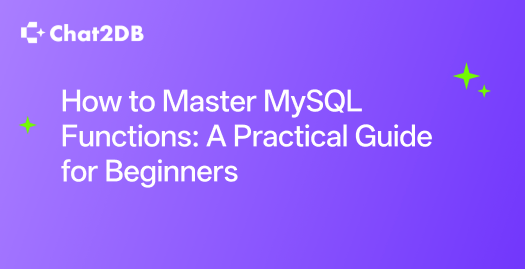 Chat2DB
How to Master MySQL
Functions: A Practical Guide
for Beginners